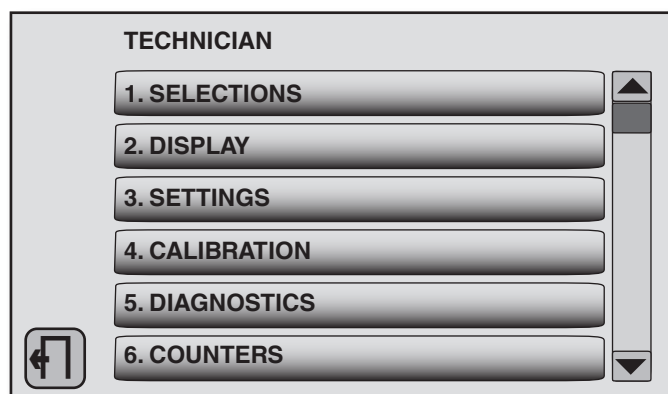 TECHNICIAN
1. SELECTIONS
2. DISPLAY
3. SETTINGS
4. CALIBRATION
5. DIAGNOSTICS
6. COUNTERS